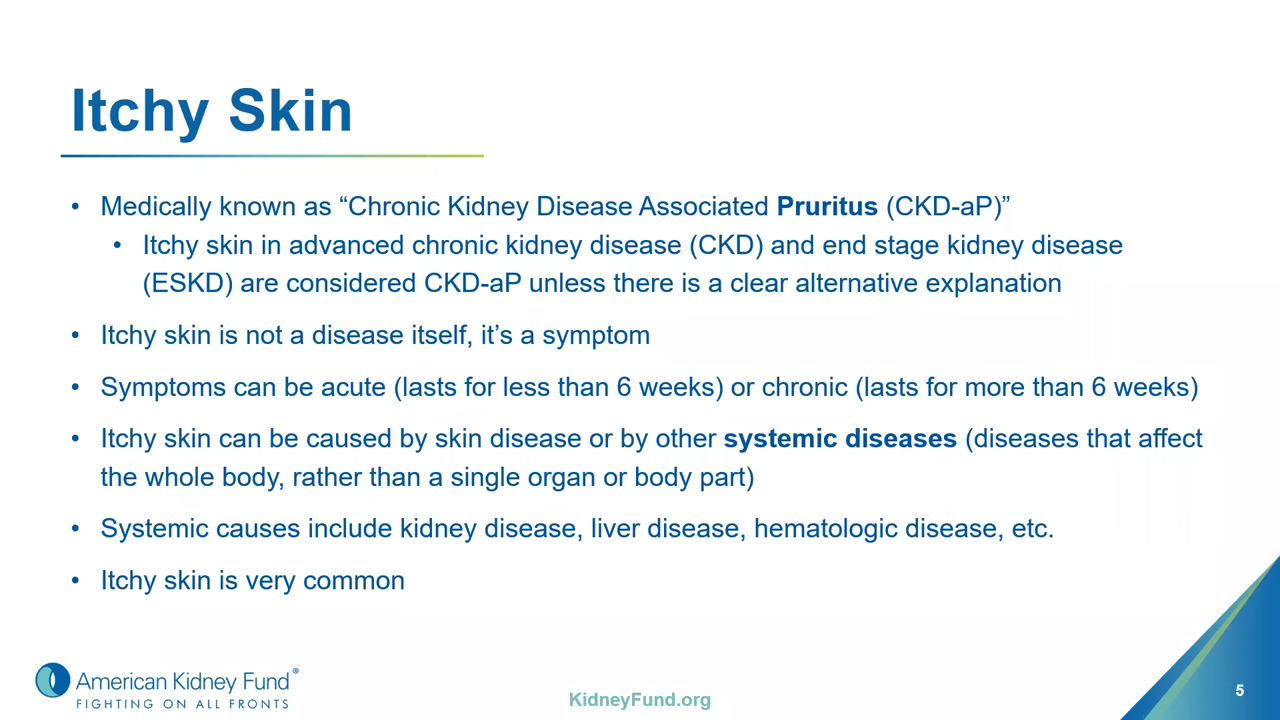 Itchy Skin
• Medically known as “Chronic Kidney Disease Associated Pruritus (CKD-aP)”
• Itchy skin in advanced chronic kidney disease (CKD) and end stage kidney disease
(ESKD) are considered CKD-aP unless there is a clear alternative explanation
• Itchy skin is not a disease itself, it’s a symptom
• Symptoms can be acute (lasts for less than 6 weeks) or chronic (lasts for more than 6 weeks)
• Itchy skin can be caused by skin disease or by other systemic diseases (diseases that affect
the whole body, rather than a single organ or body part)
• Systemic causes include kidney disease, liver disease, hematologic disease, etc.
• Itchy skin is very common
American Kidney Fund®
FIGHTING ON ALL FRONTS
KidneyFund.org
5